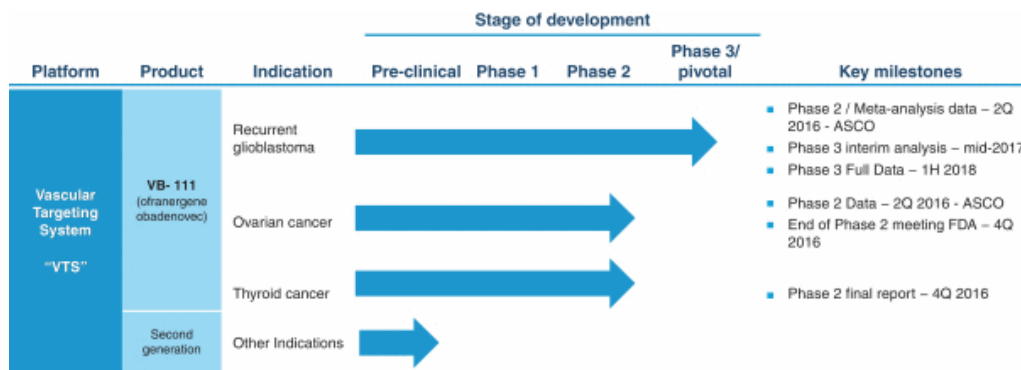 Stage of development
Platform Product Indication Pre-clinical Phase 1 Phase 2 Phase 3/ pivotal Key milestones
Vascular
Targeting
System
“VTS”
VB- 111
(ofranergene
obadenovec)
Recurrent
glioblastoma
Phase 2 / Meta-analysis data – 2Q
2016 - ASCO
Phase 3 interim analysis – mid-2017
Phase 3 Full Data – 1H 2018
Ovarian cancer
Phase 2 Data – 2Q 2016 - ASCO
End of Phase 2 meeting FDA – 4Q
2016
Thyroid cancer
Phase 2 final report – 4Q 2016
Second
generation
Other Indications